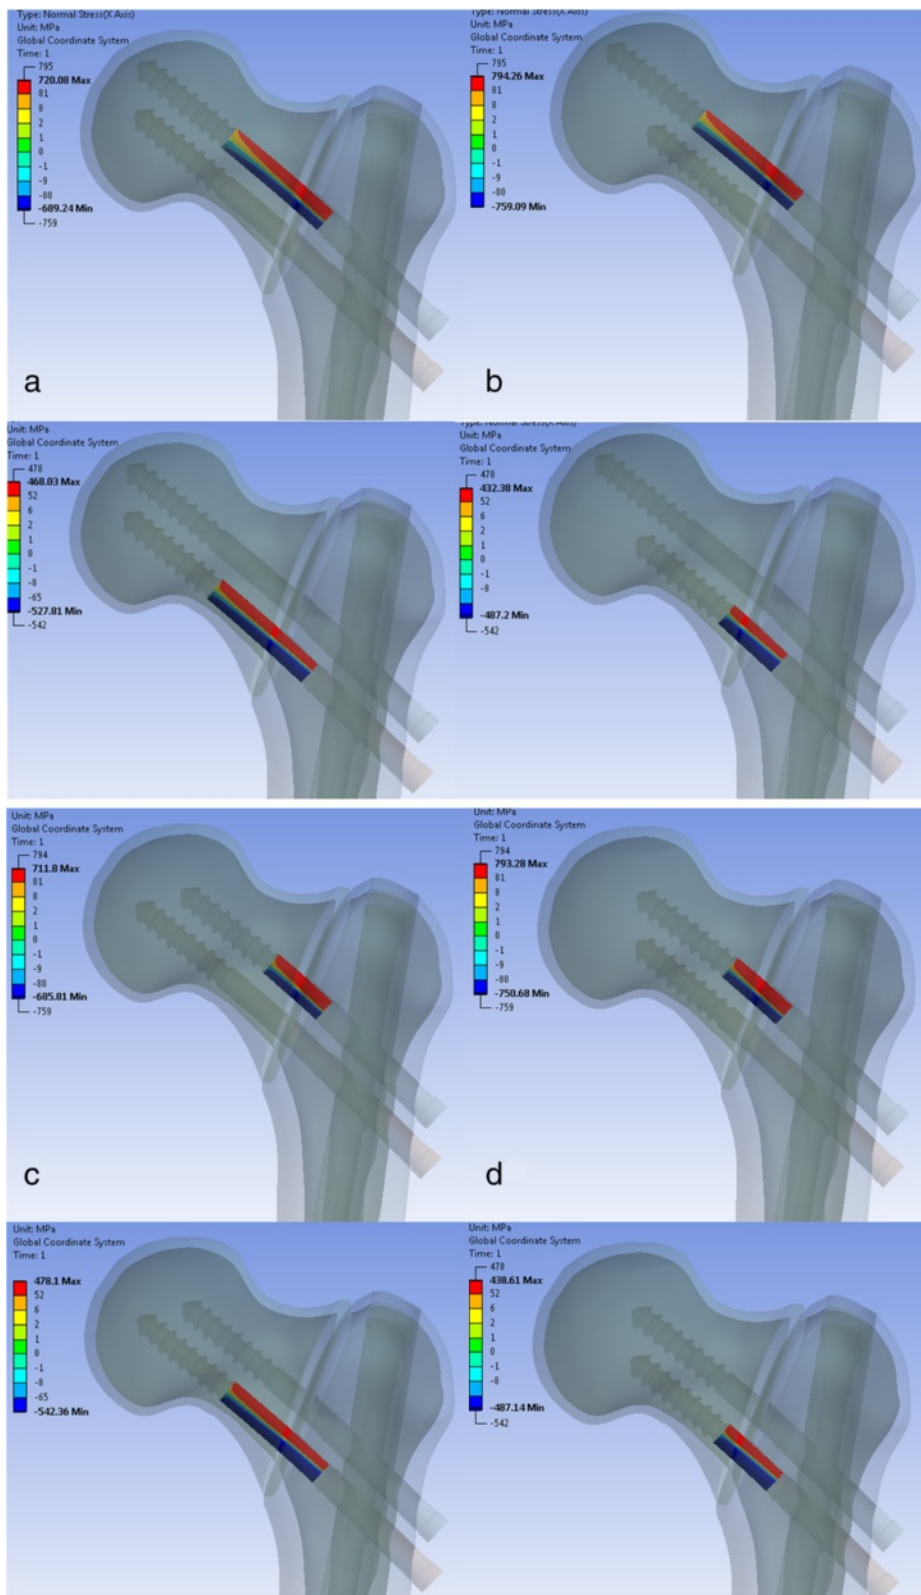 Type: Normal Stress(X Axis)
Unit: MPa
Global Coordinate System
Time: 1
795
720.08 Max
81
8
2
1
0
-1
-9
-80
-689.24 Min
-759
a
Type: Normal Stress(X Axis)
Unit: MPa
Global Coordinate System
Time: 1
795
794.26 Max
81
8
2
1
0
-1
-9
-80
-759.09 Min
b
Unit: MPa
Global Coordinate System
Time: 1
478
468.03 Max
52
6
2
1
0
-1
-8
-65
-527.81 Min
-542
Type: Normal Stress(X Axis)
Unit: MPa
Global Coordinate System
Time: 1
478
432.38 Max
52
6
2
1
0
-1
-8
-487.2 Min
-542
Unit: MPa
Global Coordinate System
Time: 1
794
711.8 Max
81
8
2
1
0
-1
-9
-80
-685.81 Min
-759
c
Unit: MPa
Global Coordinate System
Time: 1
794
793.28 Max
81
8
2
1
0
-1
-9
-80
-750.68 Min
-759
d
Unit: MPa
Global Coordinate System
Time: 1
478.1 Max
52
6
2
1
0
-1
-8
-65
-542.36 Min
Unit: MPa
Global Coordinate System
Time: 1
478
438.61 Max
52
6
2
1
0
-1
-8
-487.14 Min
-542